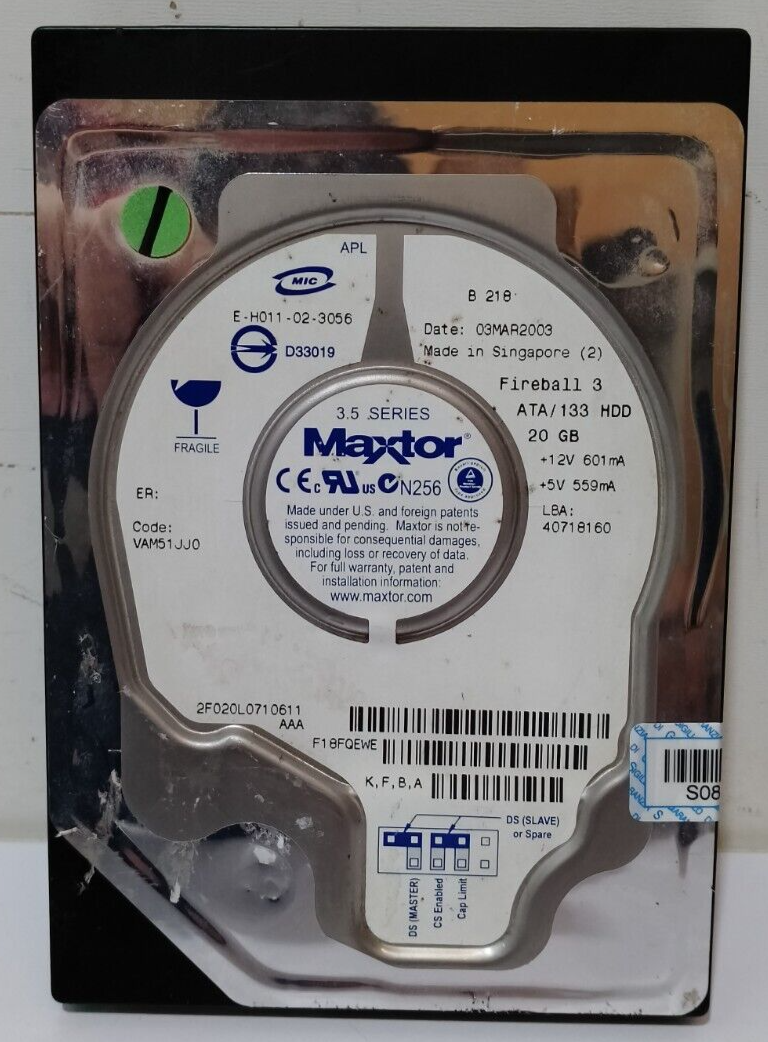 APL
MIC
E-H011-02-3056
D33019
FRAGILE
ER:
Code:
VAM51JJ0
B 218
Date: 03MAR2003
Made in Singapore (2)
Fireball 3
ATA/133 HDD
20 GB
+12V 601mA
+5V 559mA
LBA:
40718160
3.5 SERIES
Maxtor®
CE c RU us N256
Made under U.S. and foreign patents
issued and pending. Maxtor is not re-
sponsible for consequential damages,
including loss or recovery of data.
For full warranty, patent and
installation information:
www.maxtor.com
2F020L0710611
AAA
F18FQEWE
K,F,B,A
DS (SLAVE)
or Spare
DS (MASTER)
CS Enabled
Cap Limit
S08